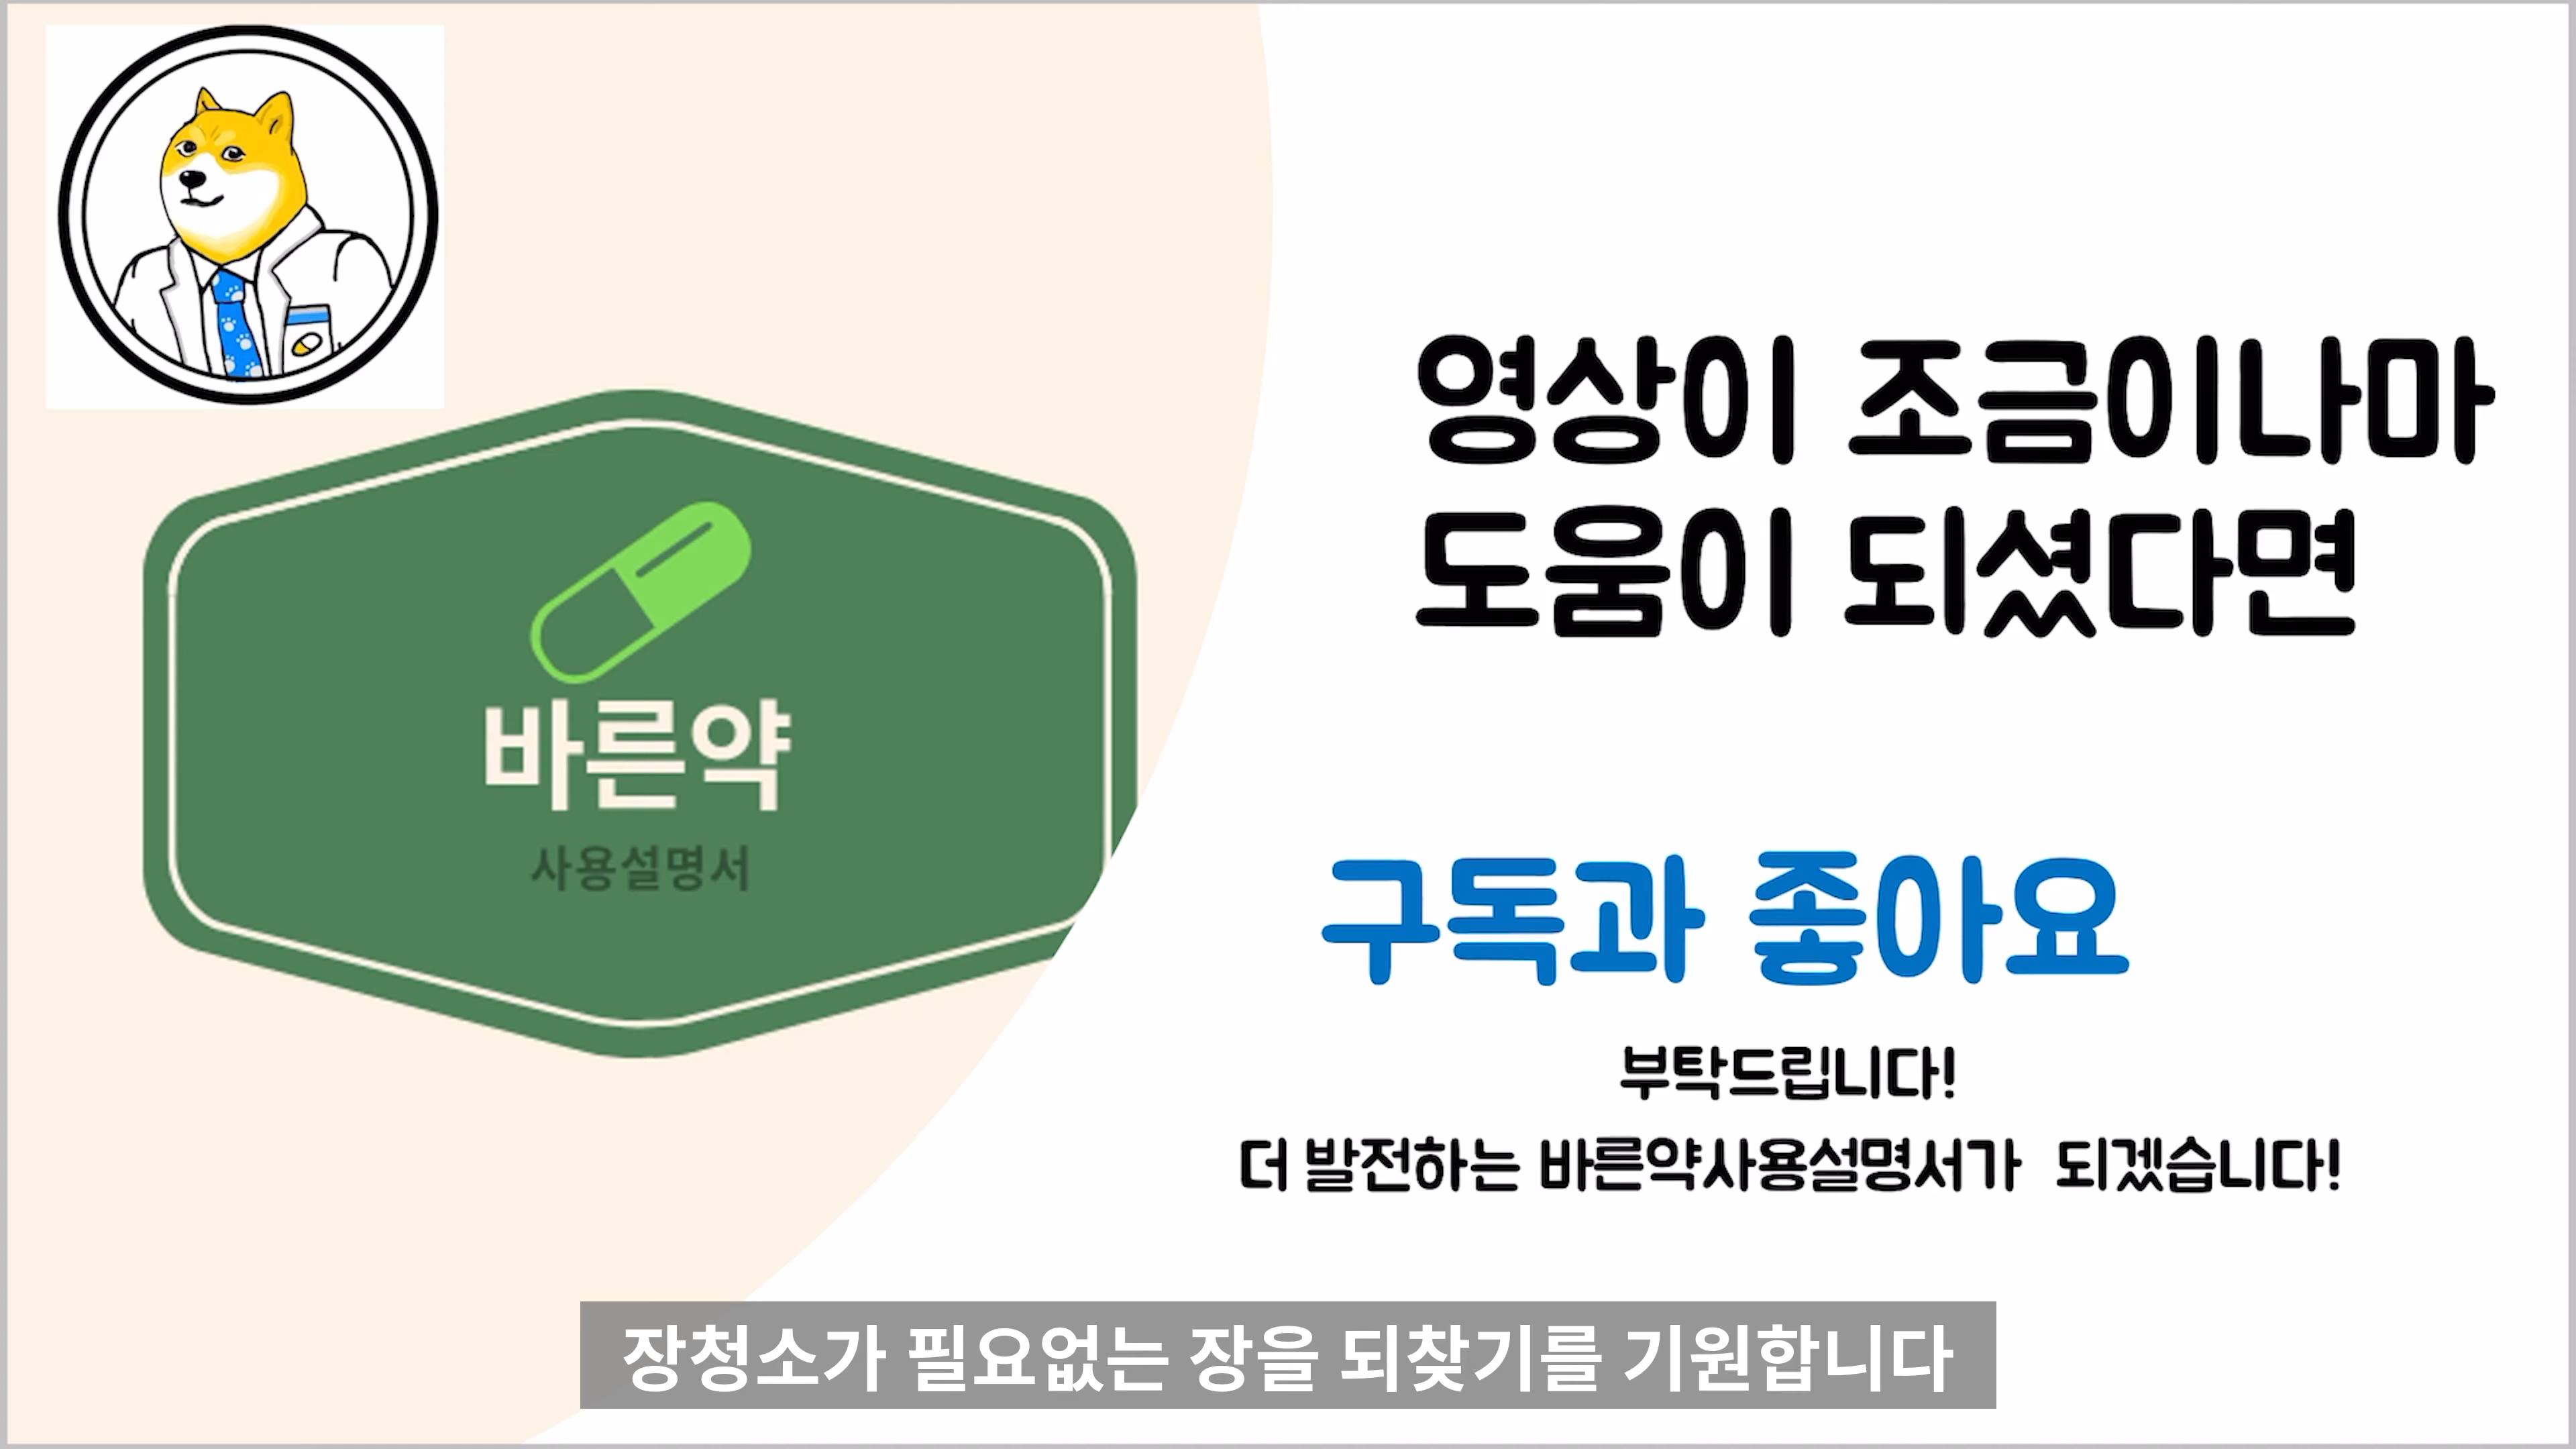 바른약
사용설명서
영상이 조금이나마
도움이 되셨다면
구독과 좋아요
부탁드립니다!
더 발전하는 바른약사용설명서가 되겠습니다!
장청소가 필요없는 장을 되찾기를 기원합니다